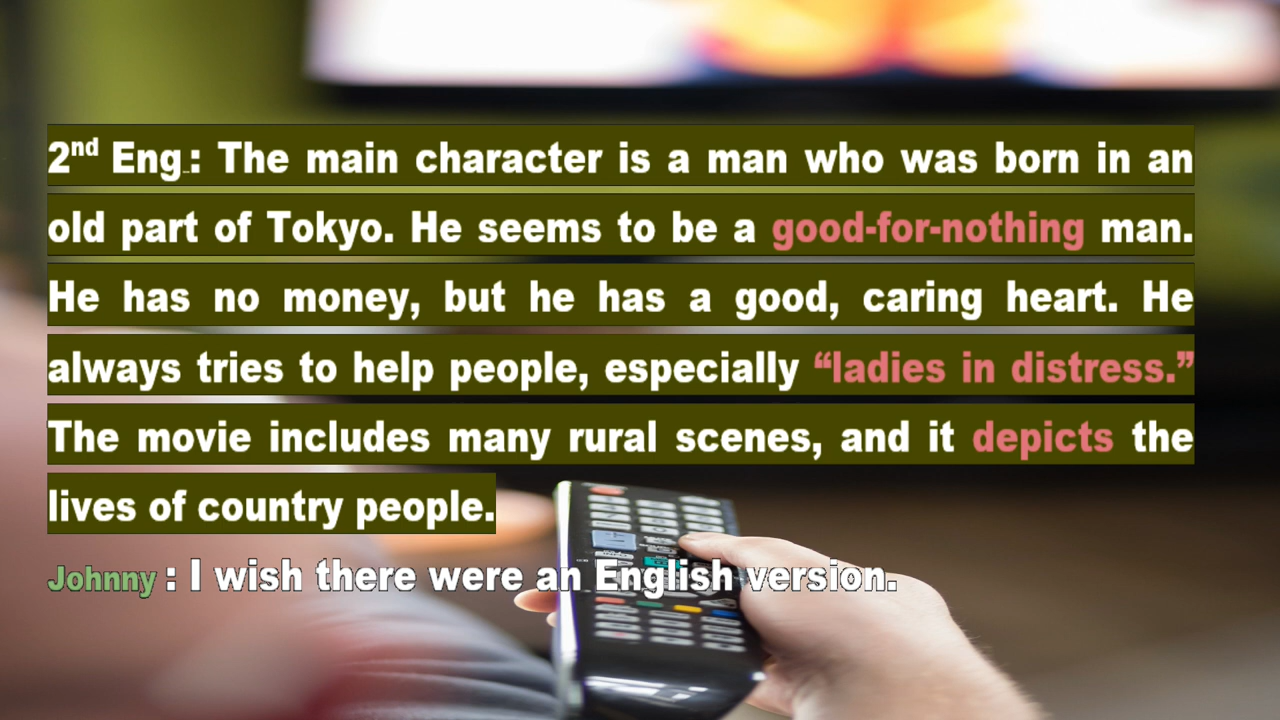 2nd Eng.: The main character is a man who was born in an
old part of Tokyo. He seems to be a good-for-nothing man.
He has no money, but he has a good, caring heart. He
always tries to help people, especially “ladies in distress.”
The movie includes many rural scenes, and it depicts the
lives of country people.
Johnny : I wish there were an English version.